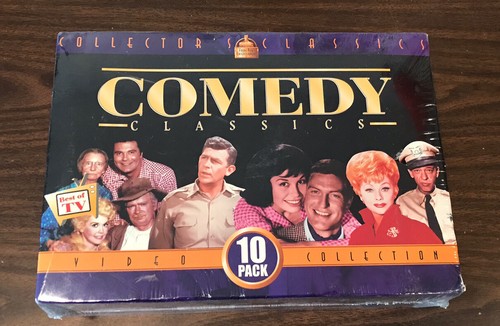 COLLECTOR'S CLASSICS
COMEDY
CLASSICS
Best of
TV
10
PACK
VIDEO COLLECTION